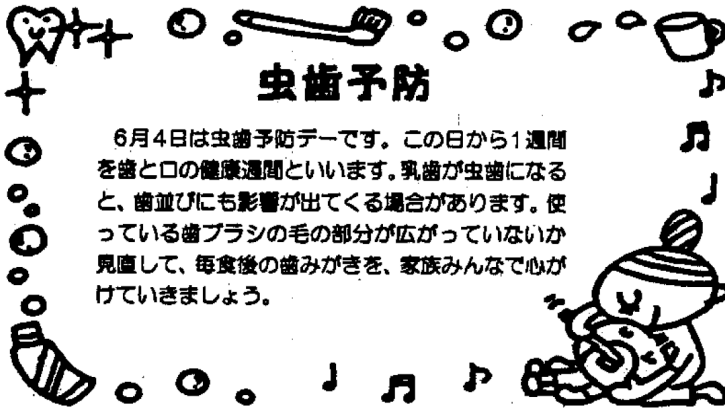 虫歯予防
6月4日は虫歯予防デーです。この日から1週間
を歯と口の健康週間といいます。乳歯が虫歯になる
と、歯並びにも影響が出てくる場合があります。使
っている歯ブラシの毛の部分が広がっていないか
見直して、毎食後の歯みがきを、家族みんなで心が
けていきましょう。